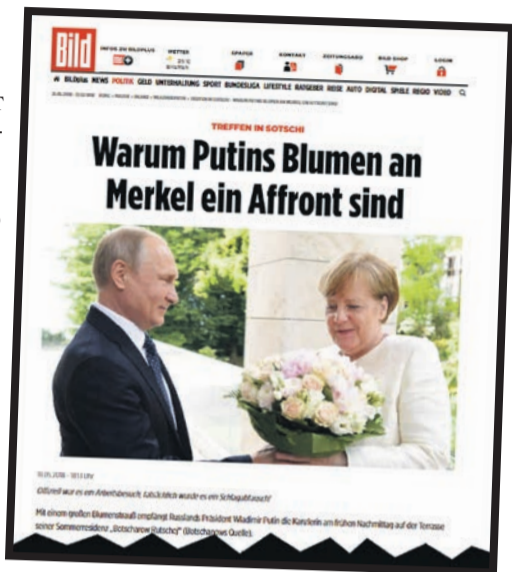 Bild
INFOS ZU BILDPLUS
WETTER
KONTAKT
BILD SHOP
LOGIN
BILDplus NEWS POLITIK GELD UNTERHALTUNG SPORT BUNDESLIGA LIFESTYLE RATGEBER REISE AUTO DIGITAL SPIELE REGIO VIDEO
TREFFEN IN SOTSCHI
Warum Putins Blumen an
Merkel ein Affront sind
Offiziell war es ein Arbeitsbesuch, tatsächlich wurde es ein Schlagabtausch!
Mit einem großen Blumenstrauß empfängt Russlands Präsident Wladimir Putin die Kanzlerin am frühen Nachmittag auf der Terrasse
seiner Sommerresidenz „Botscharow Rutschej“ (Botscharows Quelle).